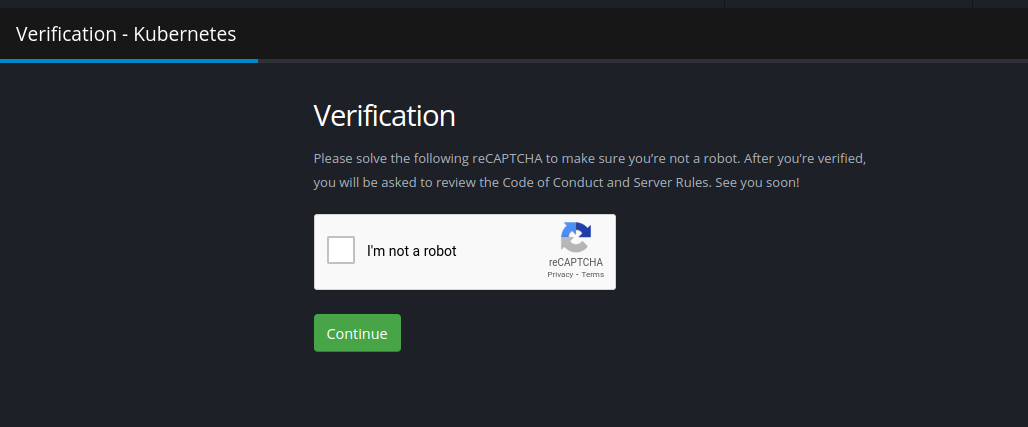 Verification - Kubernetes
Verification
Please solve the following reCAPTCHA to make sure you're not a robot. After you're verified,
you will be asked to review the Code of Conduct and Server Rules. See you soon!
I'm not a robot
reCAPTCHA
Privacy - Terms
Continue